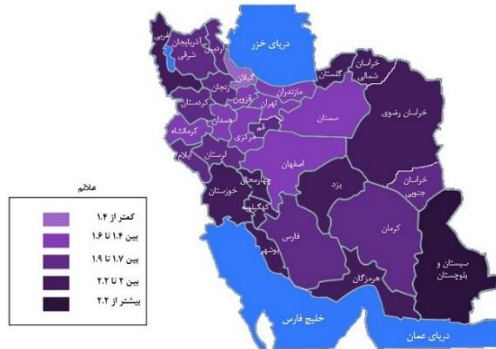 دریای خزر
غربی
آذربایجان
شرقی
اردبیل
گیلان
زنجان
کردستان
قزوین
مازندران
تهران
گلستان
خراسان
شمالی
خراسان رضوی
سمنان
همدان
کرمانشاه
مرکزی
قم
ایلام
لرستان
اصفهان
چهارمحال
خوزستان
کهگیلویه
یزد
خراسان
جنوبی
فارس
کرمان
بوشهر
هرمزگان
سیستان و
بلوچستان
خلیج فارس
دریای عمان
علائم
کمتر از ۱.۴
بین ۱.۴ تا ۱.۶
بین ۱.۷ تا ۱.۹
بین ۲ تا ۲.۲
بیشتر از ۲.۲